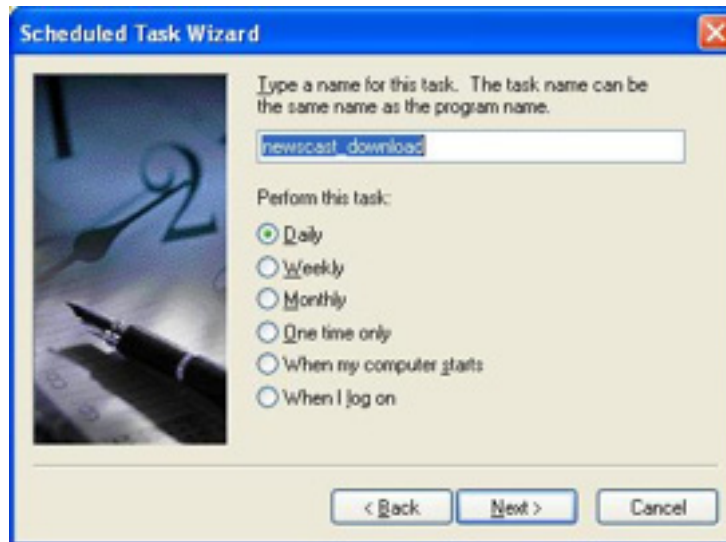 Scheduled Task Wizard
Type a name for this task. The task name can be
the same name as the program name.
newscast_download
Perform this task:
Daily
Weekly
Monthly
One time only
When my computer starts
When I log on
< Back
Next >
Cancel